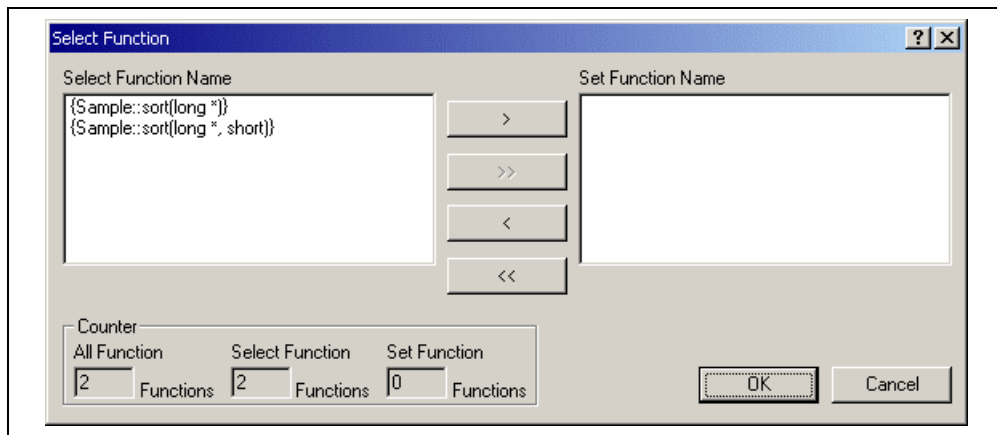 Select Function
? X
Select Function Name
Set Function Name
{Sample::sort(long *)}
{Sample::sort(long *, short)}
>
>>
<
<<
Counter
All Function
Select Function
Set Function
2 Functions
2 Functions
0 Functions
OK
Cancel